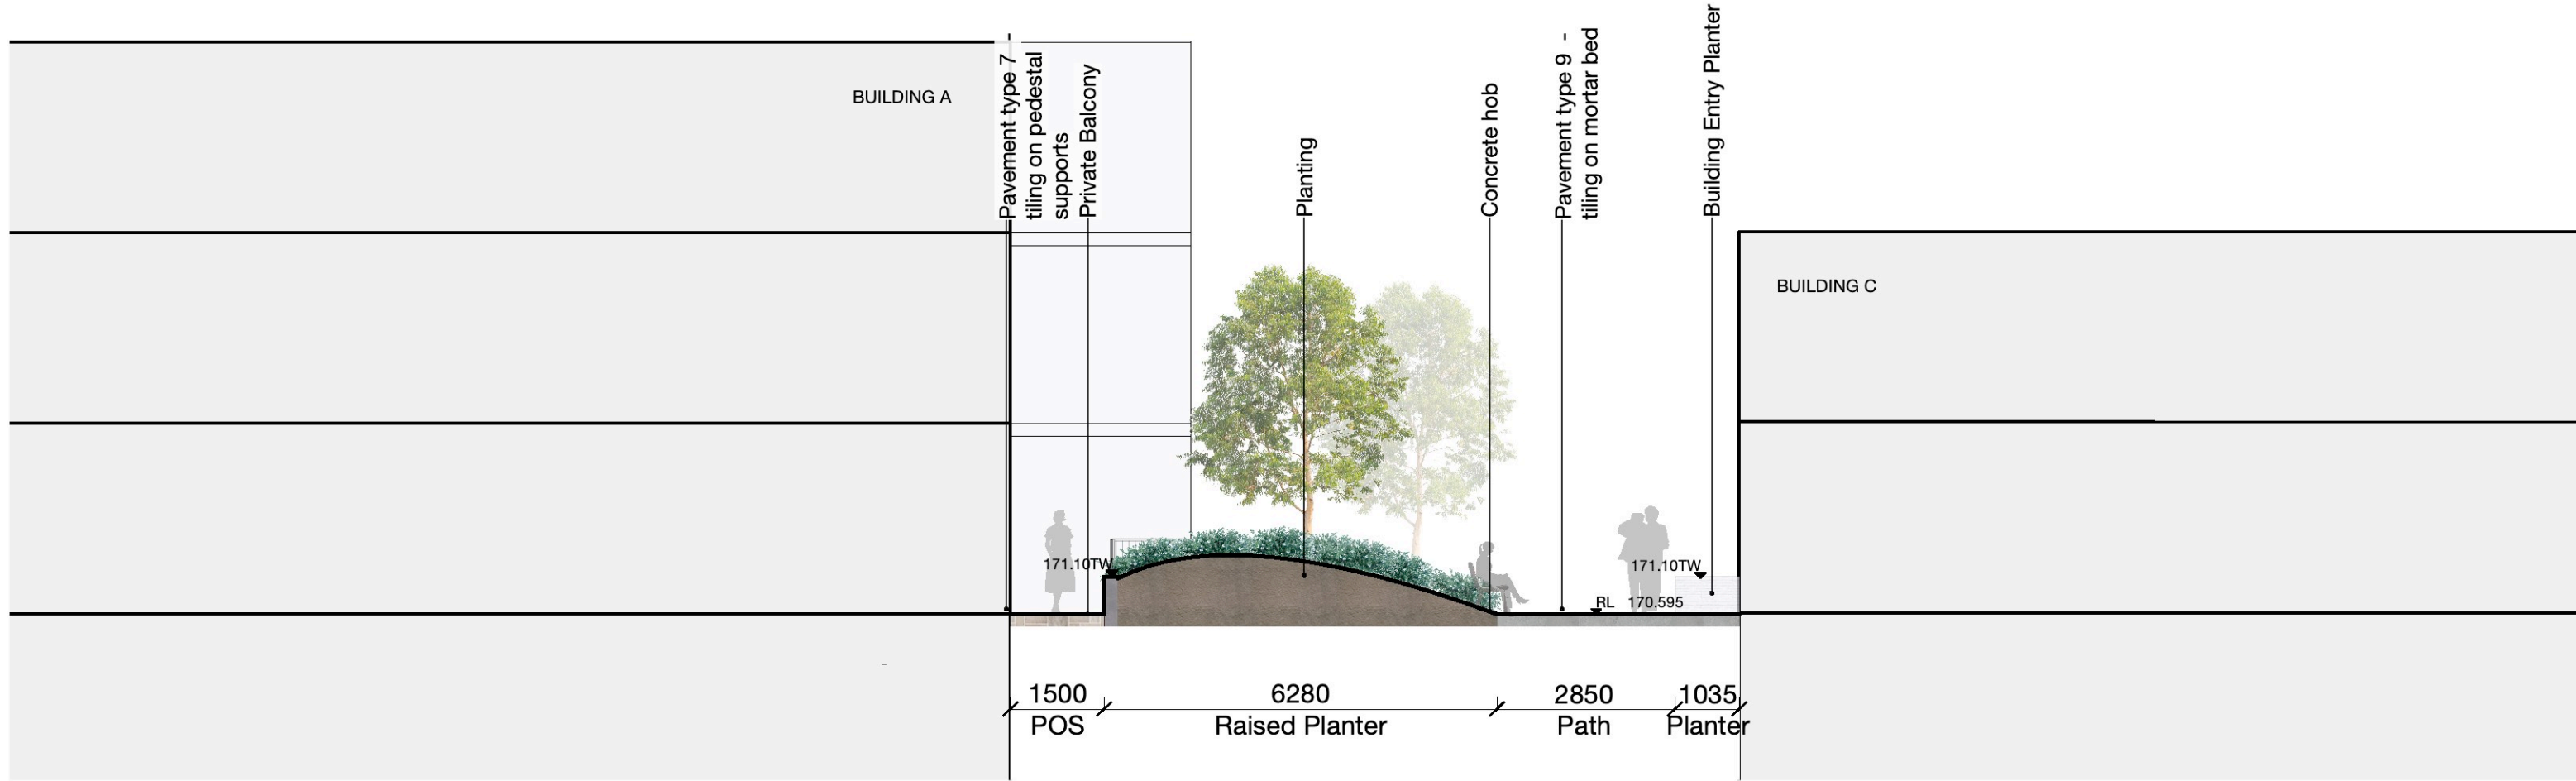 BUILDING A
Pavement type 7 -
tiling on pedestal
supports
Private Balcony
Planting
Concrete hob
Pavement type 9 -
tiling on mortar bed
Building Entry Planter
BUILDING C
171.10TW
171.10TW
RL 170.595
1500
POS
6280
Raised Planter
2850
Path
1035
Planter